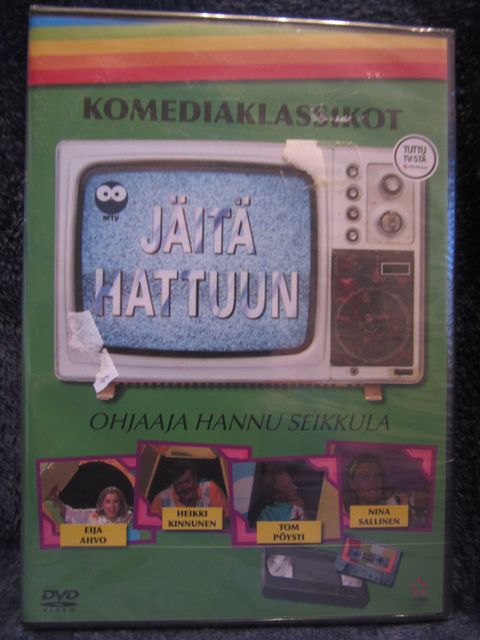 KOMEDIAKLASSIKOT
TUTTU
TV:STÄ
MTV
JÄITÄ
HATTUUN
OHJAAJA HANNU SEIKKULA
EIJA
AHVO
HEIKKI
KINNUNEN
TOM
PÖYSTI
NINA
SALLINEN
DVD
VIDEO